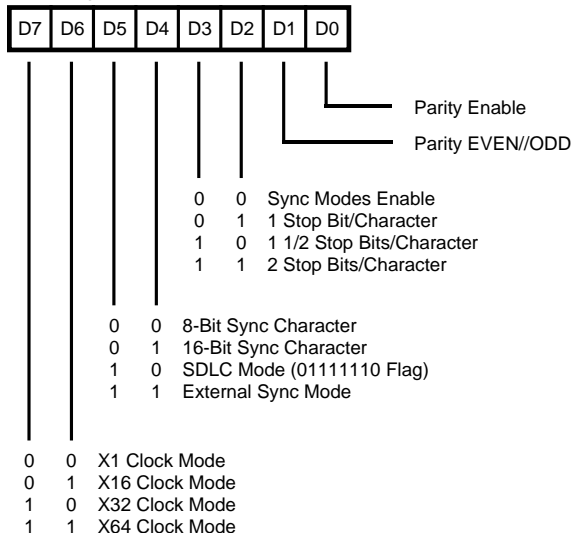 D7 D6 D5 D4 D3 D2 D1 D0
Parity Enable
Parity EVEN//ODD
0 0 Sync Modes Enable
0 1 1 Stop Bit/Character
1 0 1 1/2 Stop Bits/Character
1 1 2 Stop Bits/Character
0 0 8-Bit Sync Character
0 1 16-Bit Sync Character
1 0 SDLC Mode (01111110 Flag)
1 1 External Sync Mode
0 0 X1 Clock Mode
0 1 X16 Clock Mode
1 0 X32 Clock Mode
1 1 X64 Clock Mode